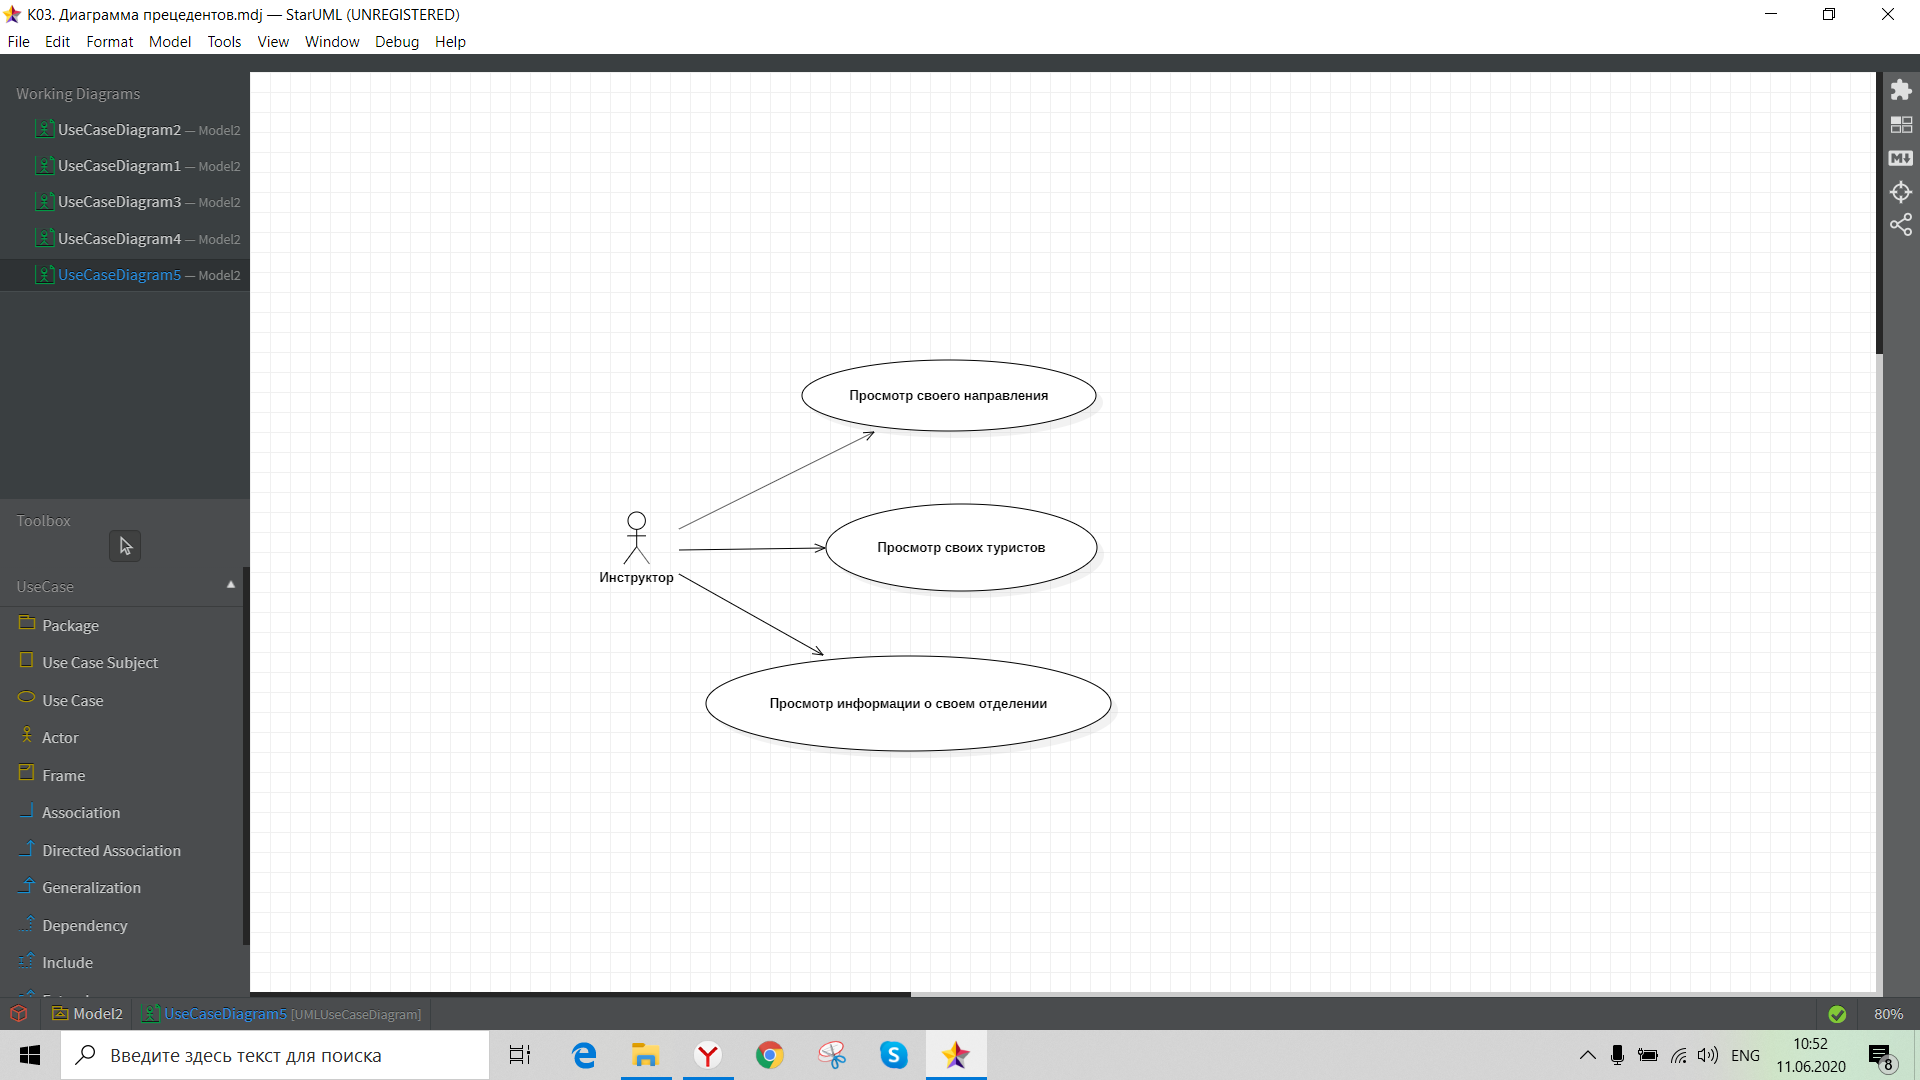 К03. Диаграмма прецедентов.mdj — StarUML (UNREGISTERED)
File Edit Format Model Tools View Window Debug Help
Working Diagrams
UseCaseDiagram2 — Model2
UseCaseDiagram1 — Model2
UseCaseDiagram3 — Model2
UseCaseDiagram4 — Model2
UseCaseDiagram5 — Model2
Toolbox
UseCase
Package
Use Case Subject
Use Case
Actor
Frame
Association
Directed Association
Generalization
Dependency
Include
Просмотр своего направления
Просмотр своих туристов
Инструктор
Просмотр информации о своем отделении
M
Model2 UseCaseDiagram5 [UMLUseCaseDiagram] 80%
Введите здесь текст для поиска
ENG
10:52
11.06.2020
8